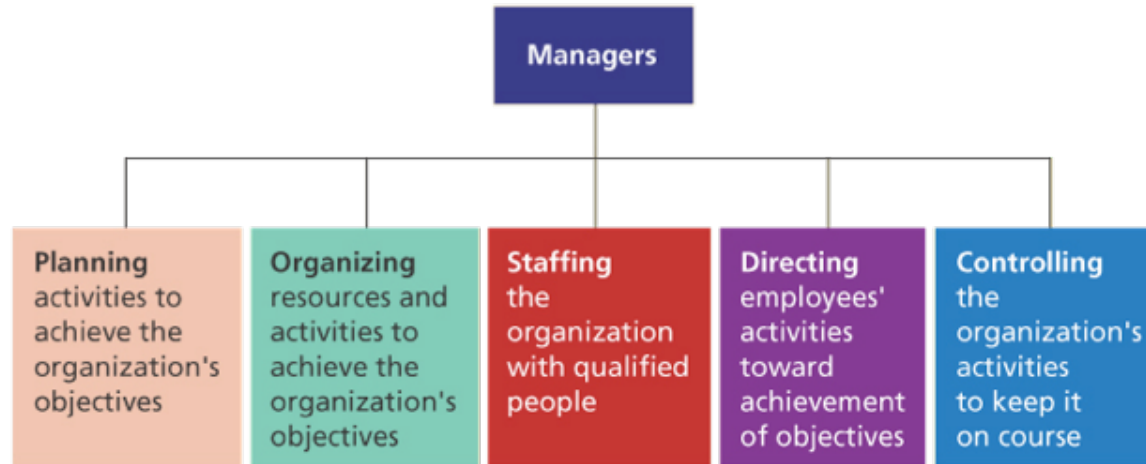 Managers
Planning
activities to
achieve the
organization's
objectives
Organizing
resources and
activities to
achieve the
organization's
objectives
Staffing
the
organization
with qualified
people
Directing
employees'
activities
toward
achievement
of objectives
Controlling
the
organization's
activities
to keep it
on course